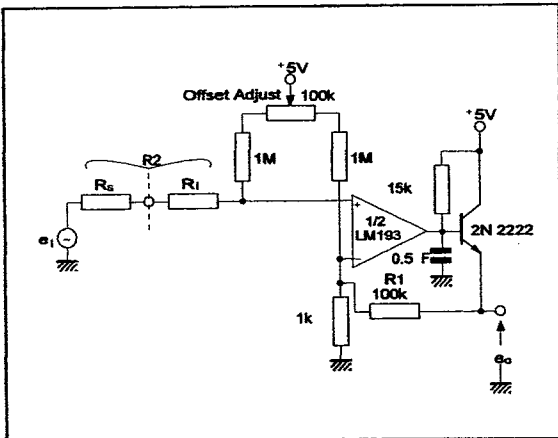 +5V
Offset Adjust 100k
+5V
R2
1M
1M
Rs
RI
15k
+
1/2
LM193
2N 2222
ei
0.5 F
−
R1
100k
1k
eo